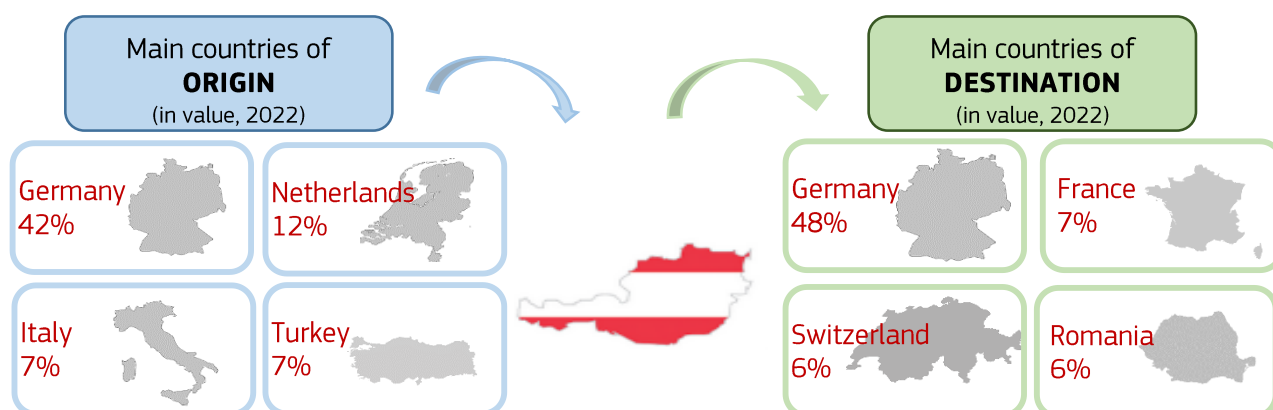 Main countries of
ORIGIN
(in value, 2022)
Main countries of
DESTINATION
(in value, 2022)
Germany
42%
Netherlands
12%
Germany
48%
France
7%
Italy
7%
Turkey
7%
Switzerland
6%
Romania
6%